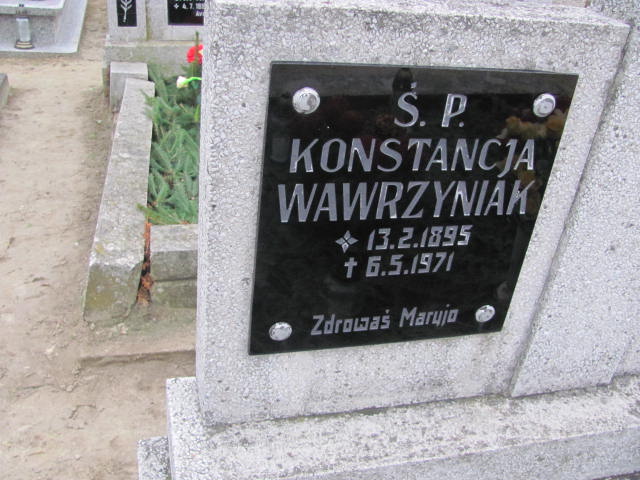 Ś. P.
KONSTANCJA
WAWRZYNIAK
13.2.1895
6.5.1971
Zdrowaś Maryjo